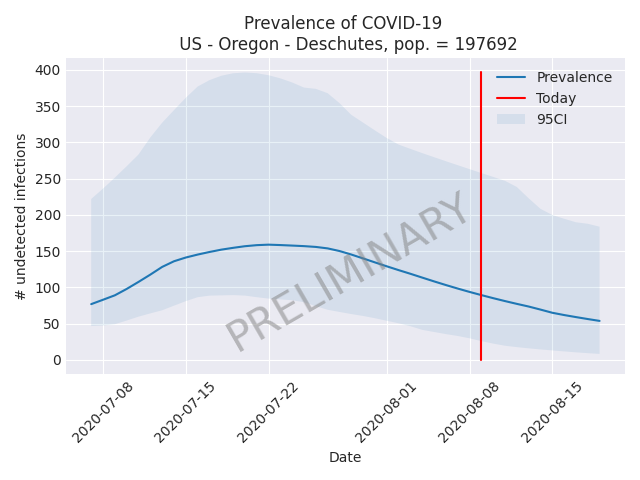 Prevalence of COVID-19
US - Oregon - Deschutes, pop. = 197692
400
350
300
250
200
150
100
50
0
# undetected infections
Prevalence
Today
95CI
PRELIMINARY
2020-07-08
2020-07-15
2020-07-22
2020-08-01
2020-08-08
2020-08-15
Date